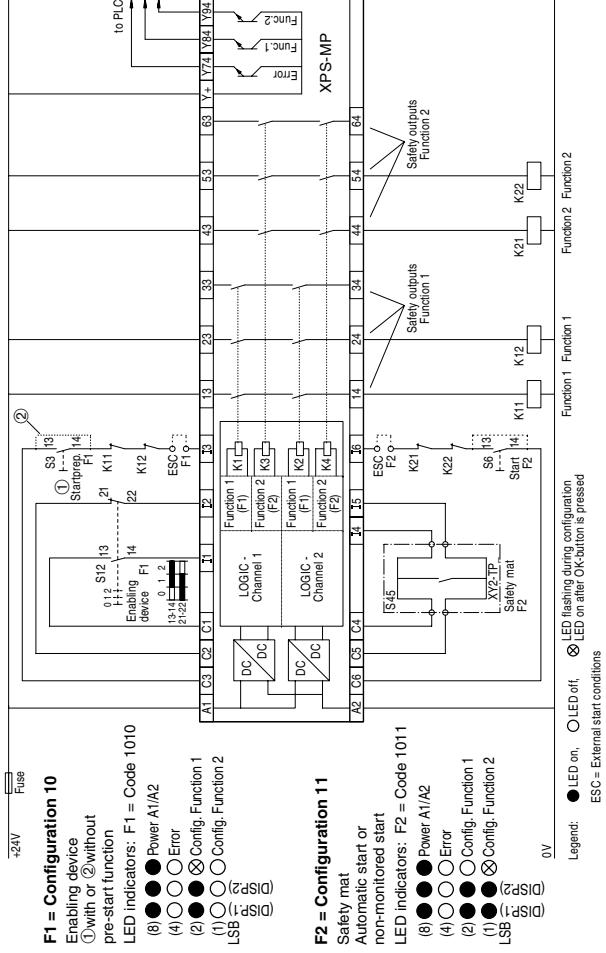 +24V
Fuse
F1 = Configuration 10
Enabling device
①with or ②without
pre-start function
LED indicators: F1 = Code 1010
(8) Power A1/A2
(4) Error
(2) Config. Function 1
(1) Config. Function 2
LSB
(DISP.1)
(DISP.2)
F2 = Configuration 11
Safety mat
Automatic start or
non-monitored start
LED indicators: F2 = Code 1011
(8) Power A1/A2
(4) Error
(2) Config. Function 1
(1) Config. Function 2
LSB
(DISP.1)
(DISP.2)
0V
S12 13
14
21
22
0 1 2
Enabling
device F1
0 1 2
13-14
21-22
①
Startprep.
F1
S3 13
14
②
K11
K12
ESC
F1
to PLC
A1 C3 C2 C1 I1 I2 I3 13 23 33 43 53 63 Y+ Y74 Y84 Y94
Error
Func.1
Func.2
XPS-MP
DC
DC
DC
DC
LOGIC -
Channel 1
LOGIC -
Channel 2
Function 1
(F1)
Function 2
(F2)
Function 1
(F1)
Function 2
(F2)
K1
K3
K2
K4
A2 C6 C5 C4 I4 I5 I6 14 24 34 44 54 64
S45
XY2-TP
Safety mat
F2
ESC
F2
K21
K22
S6 13
14
Start
F2
Safety outputs
Function 1
Safety outputs
Function 2
K11
K12
K21
K22
Function 1
Function 1
Function 2
Function 2
Legend: LED on, LED off, LED flashing during configuration
LED on after OK-button is pressed
ESC = External start conditions